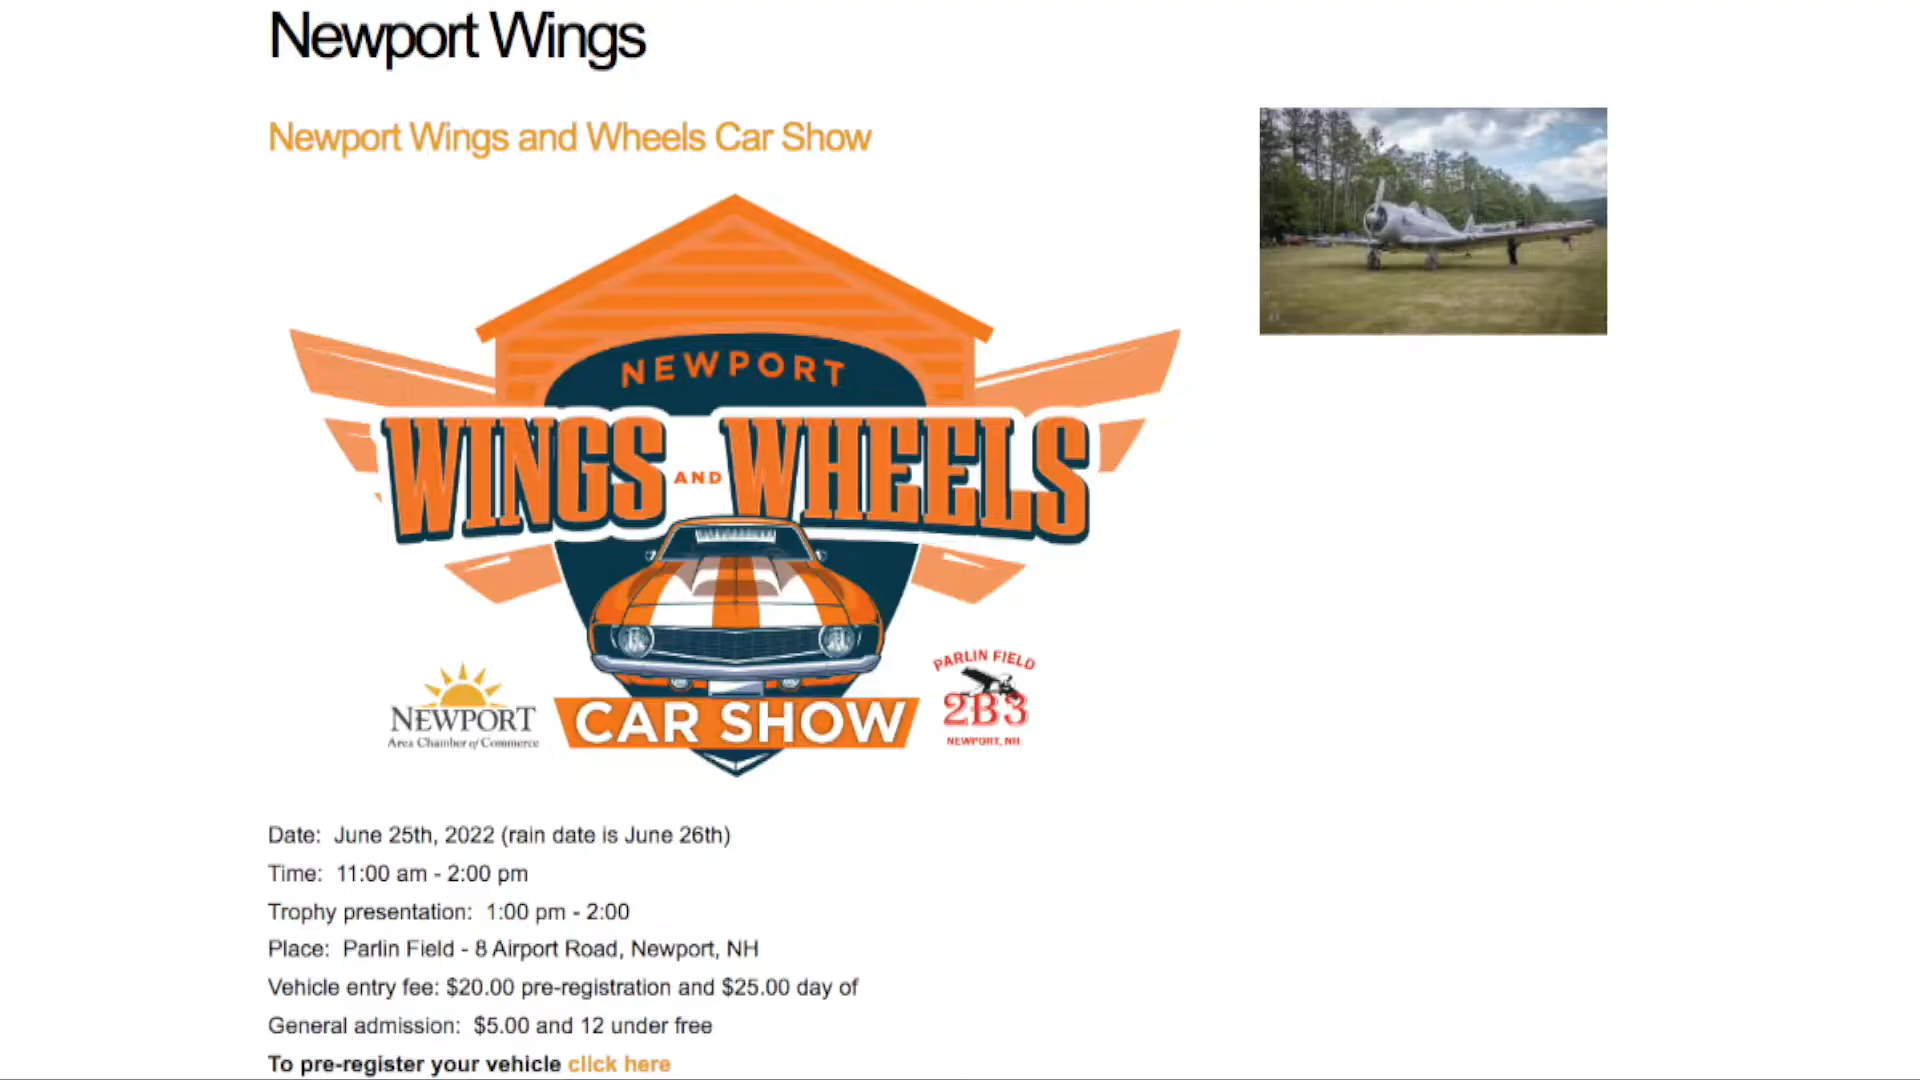 Newport Wings
Newport Wings and Wheels Car Show
NEWPORT
WINGS AND WHEELS
CAR SHOW
NEWPORT
Area Chamber of Commerce
PARLIN FIELD
2B3
NEWPORT, NH
Date: June 25th, 2022 (rain date is June 26th)
Time: 11:00 am - 2:00 pm
Trophy presentation: 1:00 pm - 2:00
Place: Parlin Field - 8 Airport Road, Newport, NH
Vehicle entry fee: $20.00 pre-registration and $25.00 day of
General admission: $5.00 and 12 under free
To pre-register your vehicle click here